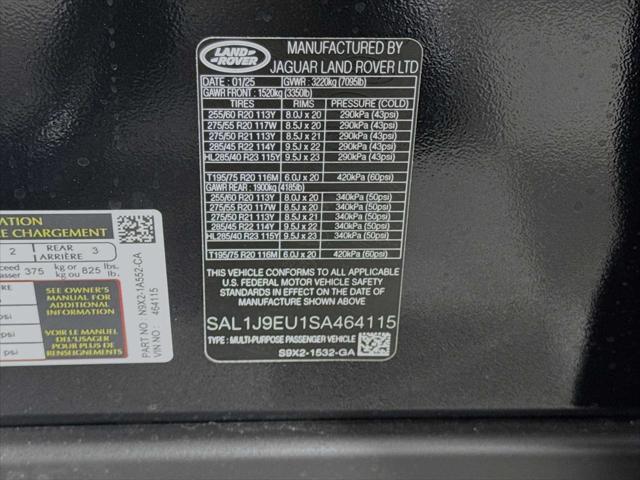 LAND ROVER
MANUFACTURED BY
JAGUAR LAND ROVER LTD
DATE : 01/25 GVWR : 3220kg (7095lb)
GAWR FRONT : 1520kg (3350lb)
TIRES RIMS PRESSURE (COLD)
255/60 R20 113Y 8.0J x 20 290kPa (43psi)
275/55 R20 117W 8.5J x 20 290kPa (43psi)
275/50 R21 113Y 8.5J x 21 290kPa (43psi)
285/45 R22 114Y 9.5J x 22 290kPa (43psi)
HL285/40 R23 115Y 9.5J x 23 290kPa (43psi)
T195/75 R20 116M 6.0J x 20 420kPa (60psi)
GAWR REAR : 1900kg (4185lb)
255/60 R20 113Y 8.0J x 20 340kPa (50psi)
275/55 R20 117W 8.5J x 20 340kPa (50psi)
275/50 R21 113Y 8.5J x 21 340kPa (50psi)
285/45 R22 114Y 9.5J x 22 340kPa (50psi)
HL285/40 R23 115Y 9.5J x 23 340kPa (50psi)
T195/75 R20 116M 6.0J x 20 420kPa (60psi)
THIS VEHICLE CONFORMS TO ALL APPLICABLE
U.S. FEDERAL MOTOR VEHICLE SAFETY
STANDARDS IN EFFECT ON THE DATE OF
MANUFACTURE SHOWN ABOVE
SAL1J9EU1SA464115
TYPE : MULTI-PURPOSE PASSENGER VEHICLE
S9X2-1532-GA
MATION
E CHARGEMENT
2 REAR ARRIÈRE 3
xceed 375 kg or 825 lbs.
asser kg ou lb.
SEE OWNER'S
MANUAL FOR
ADDITIONAL
INFORMATION
psi
VOIR LE MANUEL
DE L'USAGER
POUR PLUS DE
RENSEIGNEMENTS
psi
PART NO : N9X2-1A552-CA
VIN NO : 464115